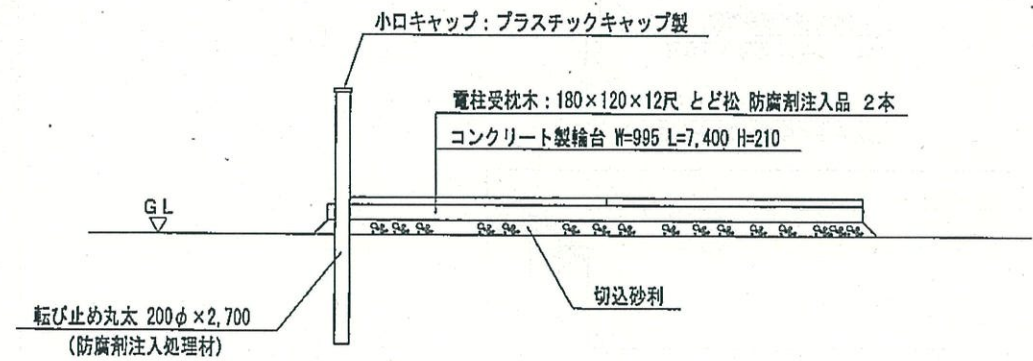 小口キャップ：プラスチックキャップ製
電柱受枕木：180×120×12尺 とど松 防腐剤注入品 2本
コンクリート製輪台 W=995 L=7,400 H=210
GL
切込砂利
転び止め丸太 200φ×2,700
(防腐剤注入処理材)